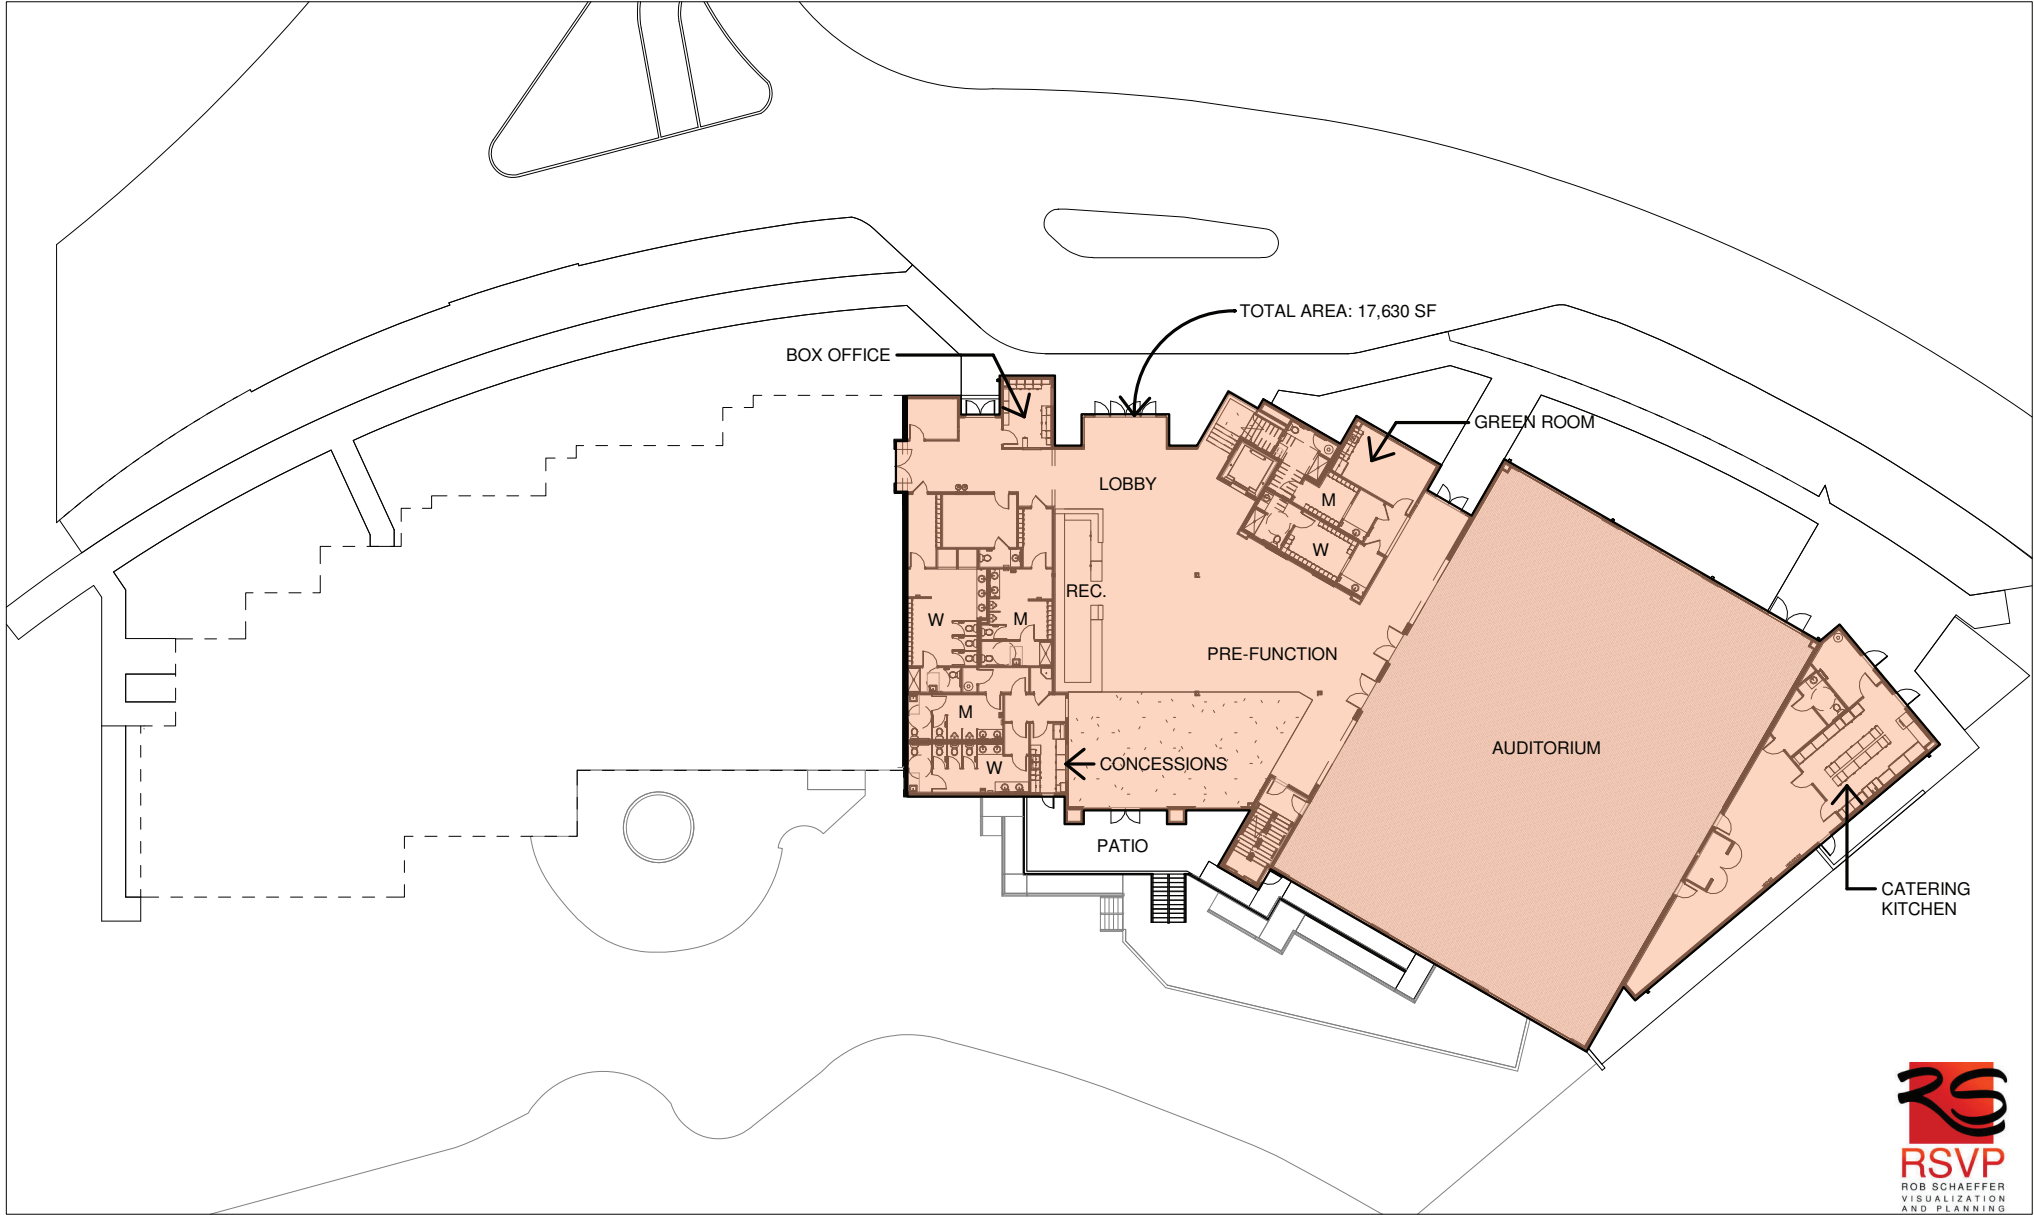 TOTAL AREA: 17,630 SF
BOX OFFICE
GREEN ROOM
LOBBY
M
W
REC.
W
M
PRE-FUNCTION
M
AUDITORIUM
W
CONCESSIONS
PATIO
CATERING
KITCHEN
RS
RSVP
ROB SCHAEFFER
VISUALIZATION
AND PLANNING